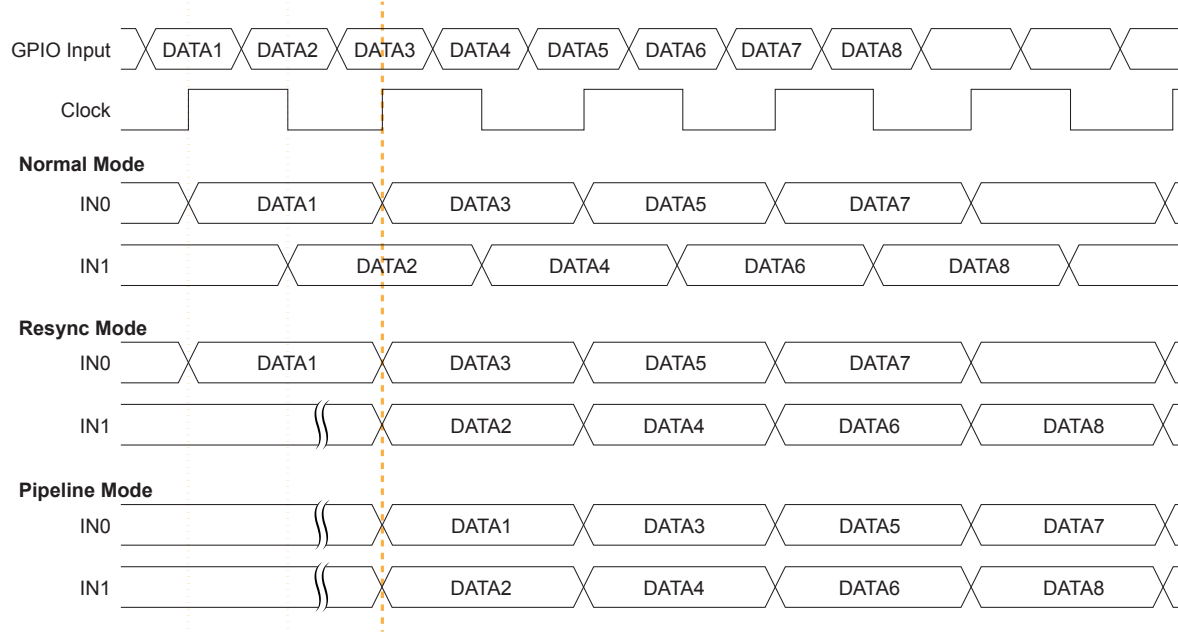 GPIO Input DATA1 DATA2 DATA3 DATA4 DATA5 DATA6 DATA7 DATA8
Clock
Normal Mode
IN0 DATA1 DATA3 DATA5 DATA7
IN1 DATA2 DATA4 DATA6 DATA8
Resync Mode
IN0 DATA1 DATA3 DATA5 DATA7
IN1 DATA2 DATA4 DATA6 DATA8
Pipeline Mode
IN0 DATA1 DATA3 DATA5 DATA7
IN1 DATA2 DATA4 DATA6 DATA8